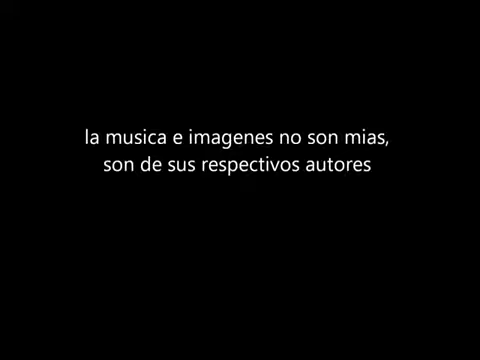 la musica e imagenes no son mias,
son de sus respectivos autores